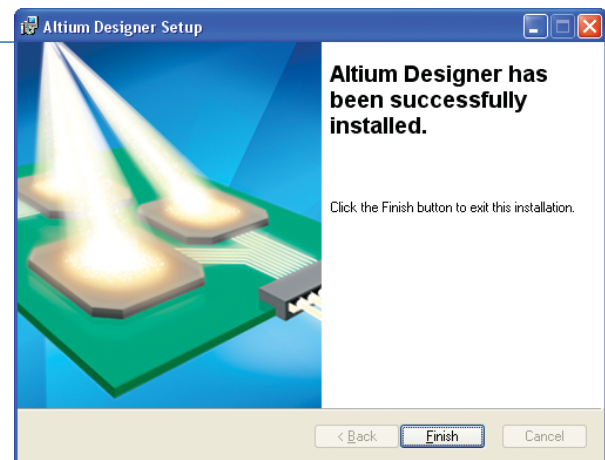 Altium Designer Setup
Altium Designer has
been successfully
installed.
Click the Finish button to exit this installation.
< Back
Finish
Cancel